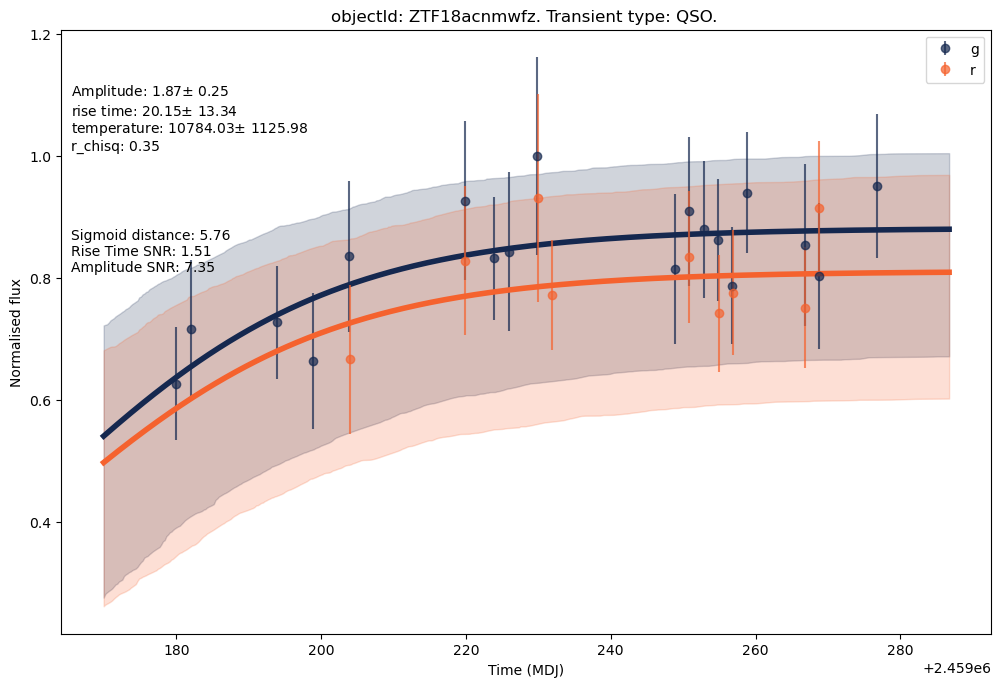 objectId: ZTF18acnmwfz. Transient type: QSO.
g
r
Amplitude: 1.87± 0.25
rise time: 20.15± 13.34
temperature: 10784.03± 1125.98
r_chisq: 0.35
Sigmoid distance: 5.76
Rise Time SNR: 1.51
Amplitude SNR: 7.35
Normalised flux
1.2
1.0
0.8
0.6
0.4
180 200 220 240 260 280
Time (MDJ)
+2.459e6